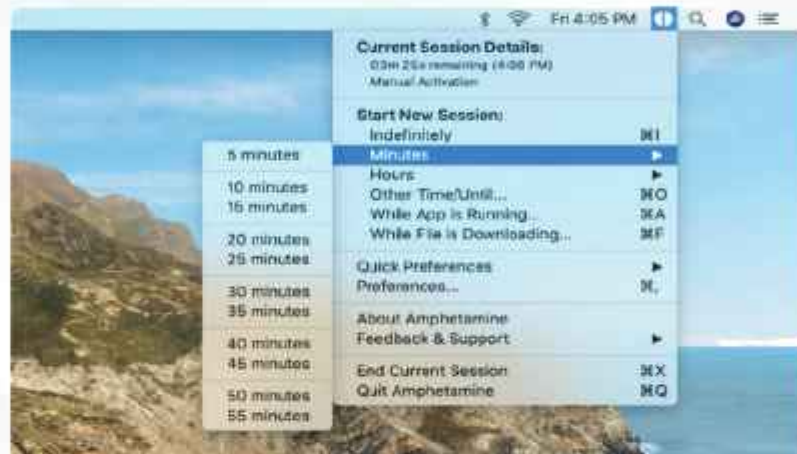 Fri 4:05 PM
Current Session Details:
03m 25s remaining (4:08 PM)
Manual Activation
Start New Session:
Indefinitely ⌘I
Minutes ▶
Hours ▶
Other Time/Until... ⌘O
While App is Running... ⌘A
While File is Downloading... ⌘F
Quick Preferences ▶
Preferences... ⌘,
About Amphetamine
Feedback & Support ▶
End Current Session ⌘X
Quit Amphetamine ⌘Q
5 minutes
10 minutes
15 minutes
20 minutes
25 minutes
30 minutes
35 minutes
40 minutes
45 minutes
50 minutes
55 minutes